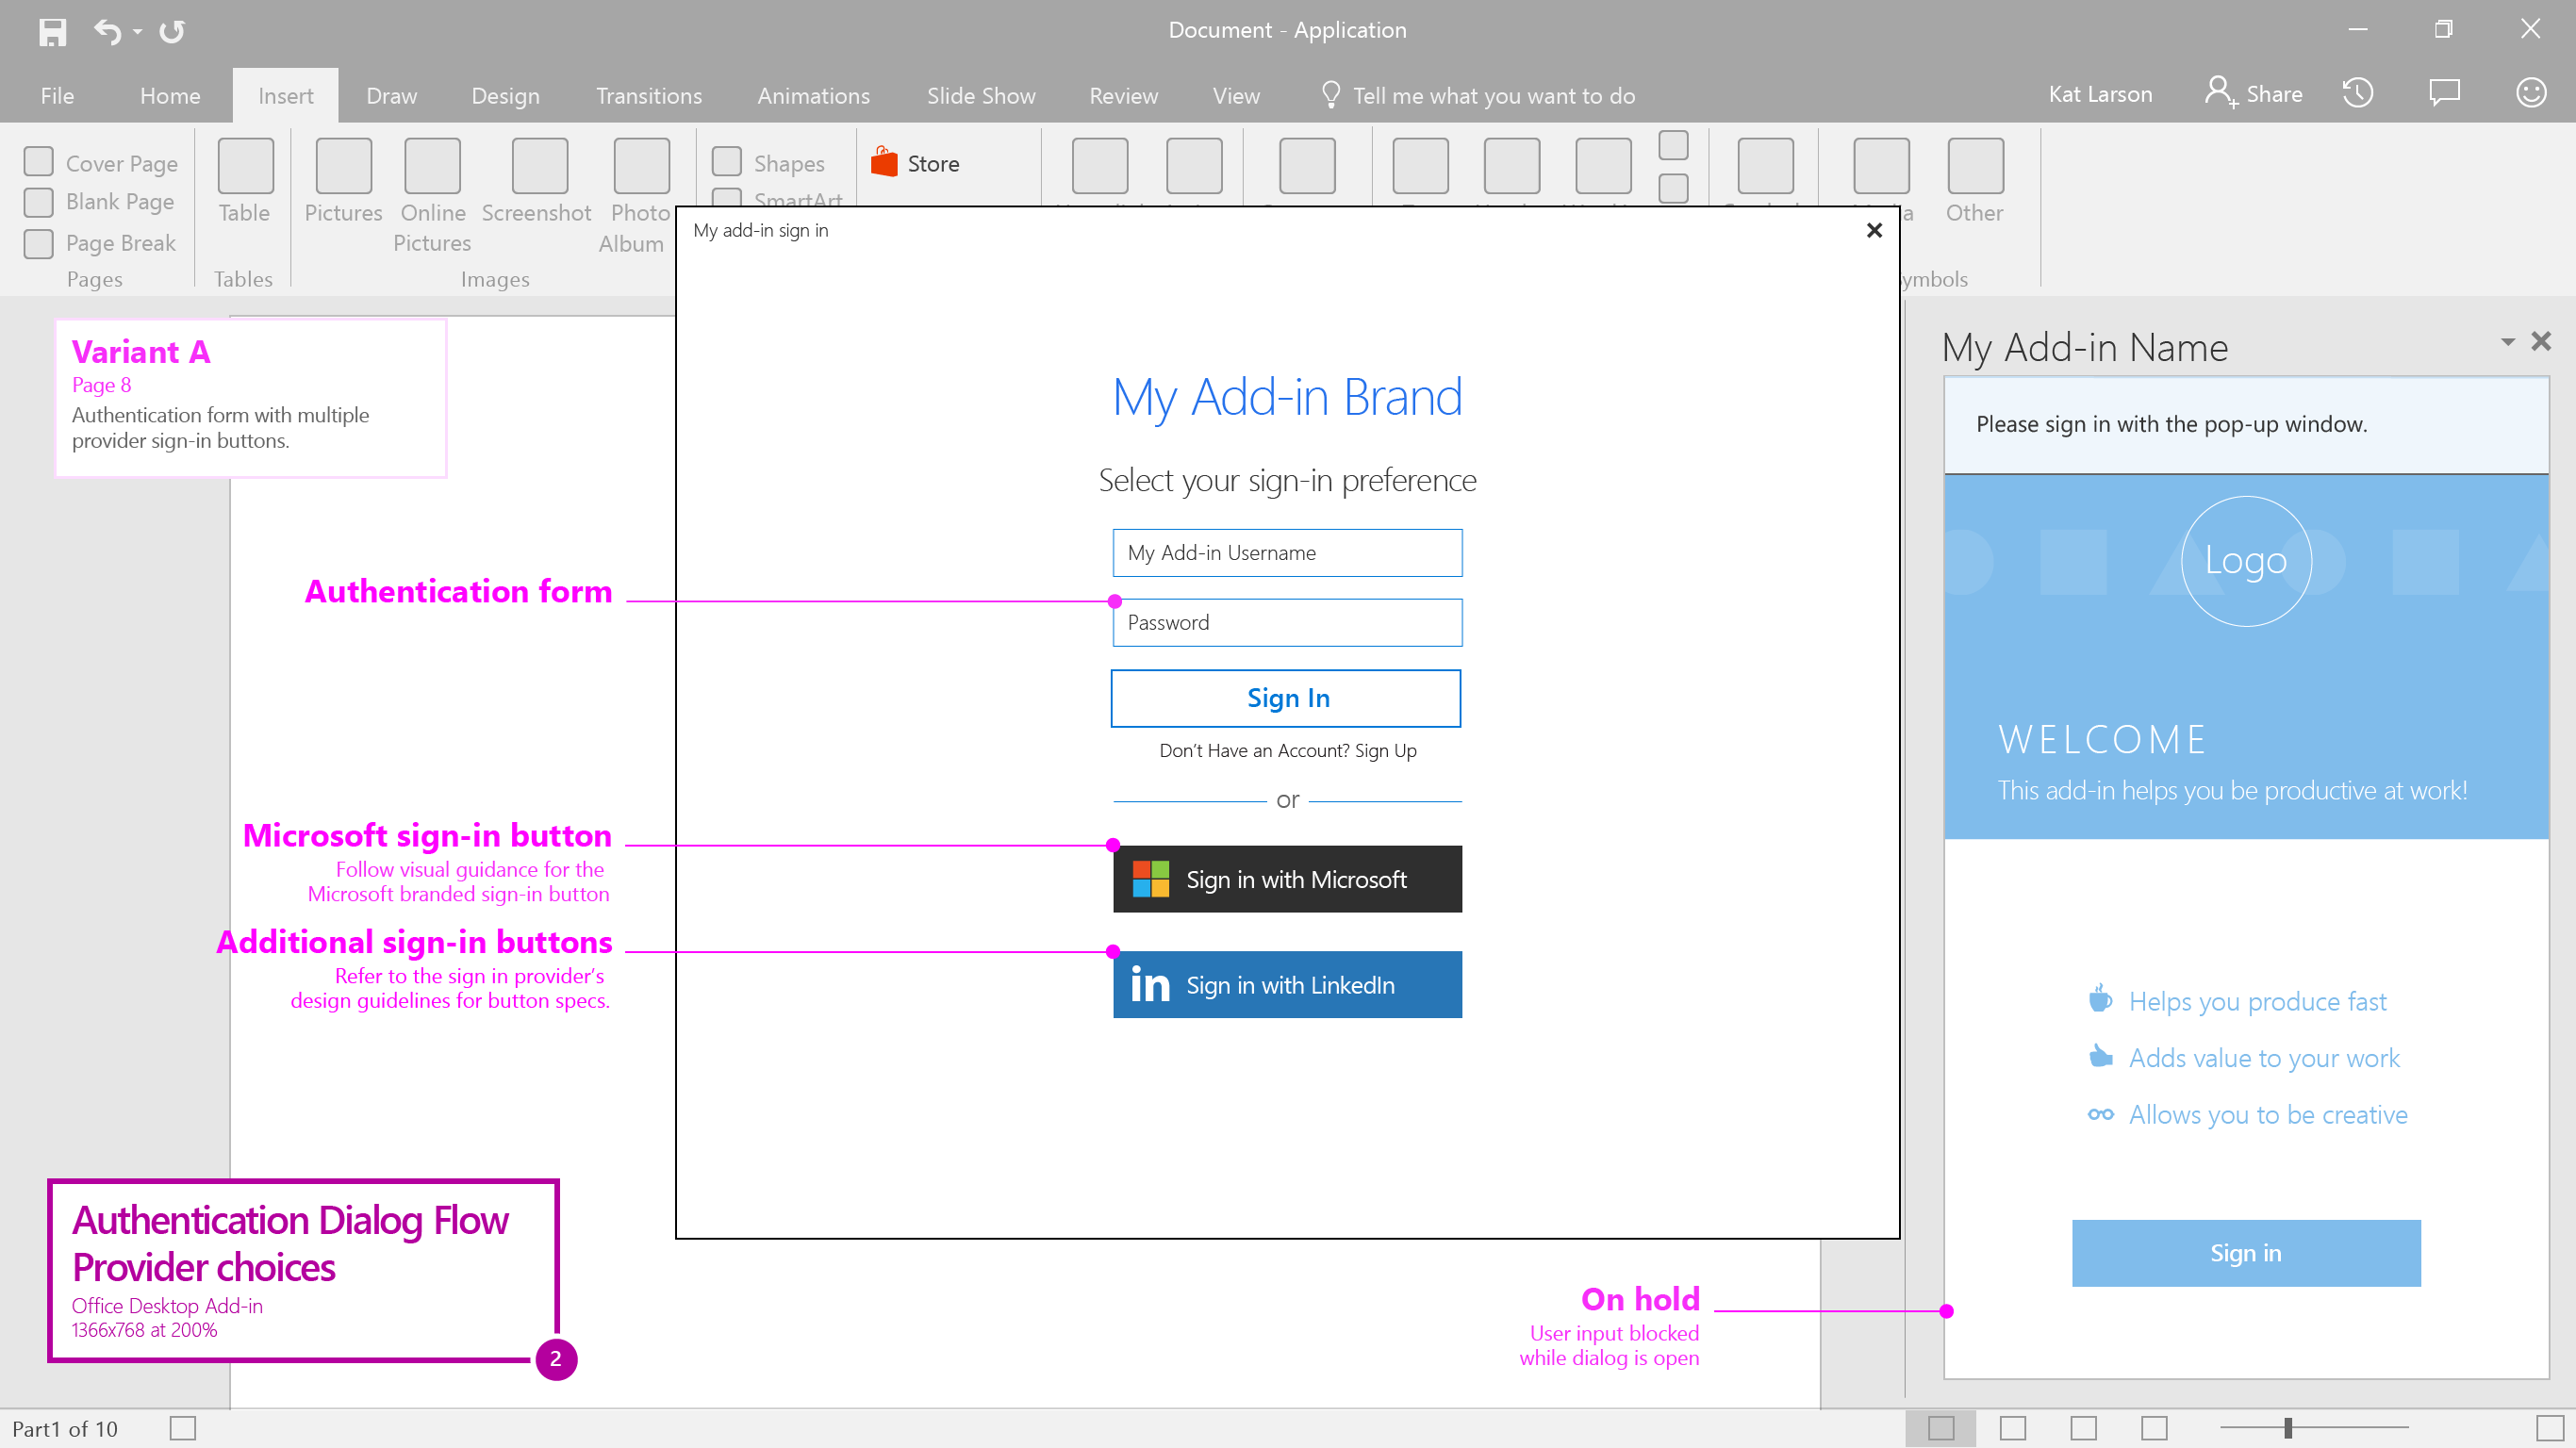 Document - Application
File Home Insert Draw Design Transitions Animations Slide Show Review View Tell me what you want to do Kat Larson Share
Cover Page
Blank Page
Page Break
Pages
Table
Tables
Pictures
Online
Pictures
Screenshot
Photo
Album
Images
Shapes
SmartArt
Store
Other
ymbols
My add-in sign in
My Add-in Brand
Select your sign-in preference
My Add-in Username
Password
Sign In
Don't Have an Account? Sign Up
or
Sign in with Microsoft
in Sign in with LinkedIn
Variant A
Page 8
Authentication form with multiple
provider sign-in buttons.
Authentication form
Microsoft sign-in button
Follow visual guidance for the
Microsoft branded sign-in button
Additional sign-in buttons
Refer to the sign in provider's
design guidelines for button specs.
Authentication Dialog Flow
Provider choices
Office Desktop Add-in
1366x768 at 200%
2
On hold
User input blocked
while dialog is open
My Add-in Name
Please sign in with the pop-up window.
Logo
WELCOME
This add-in helps you be productive at work!
Helps you produce fast
Adds value to your work
Allows you to be creative
Sign in
Part1 of 10